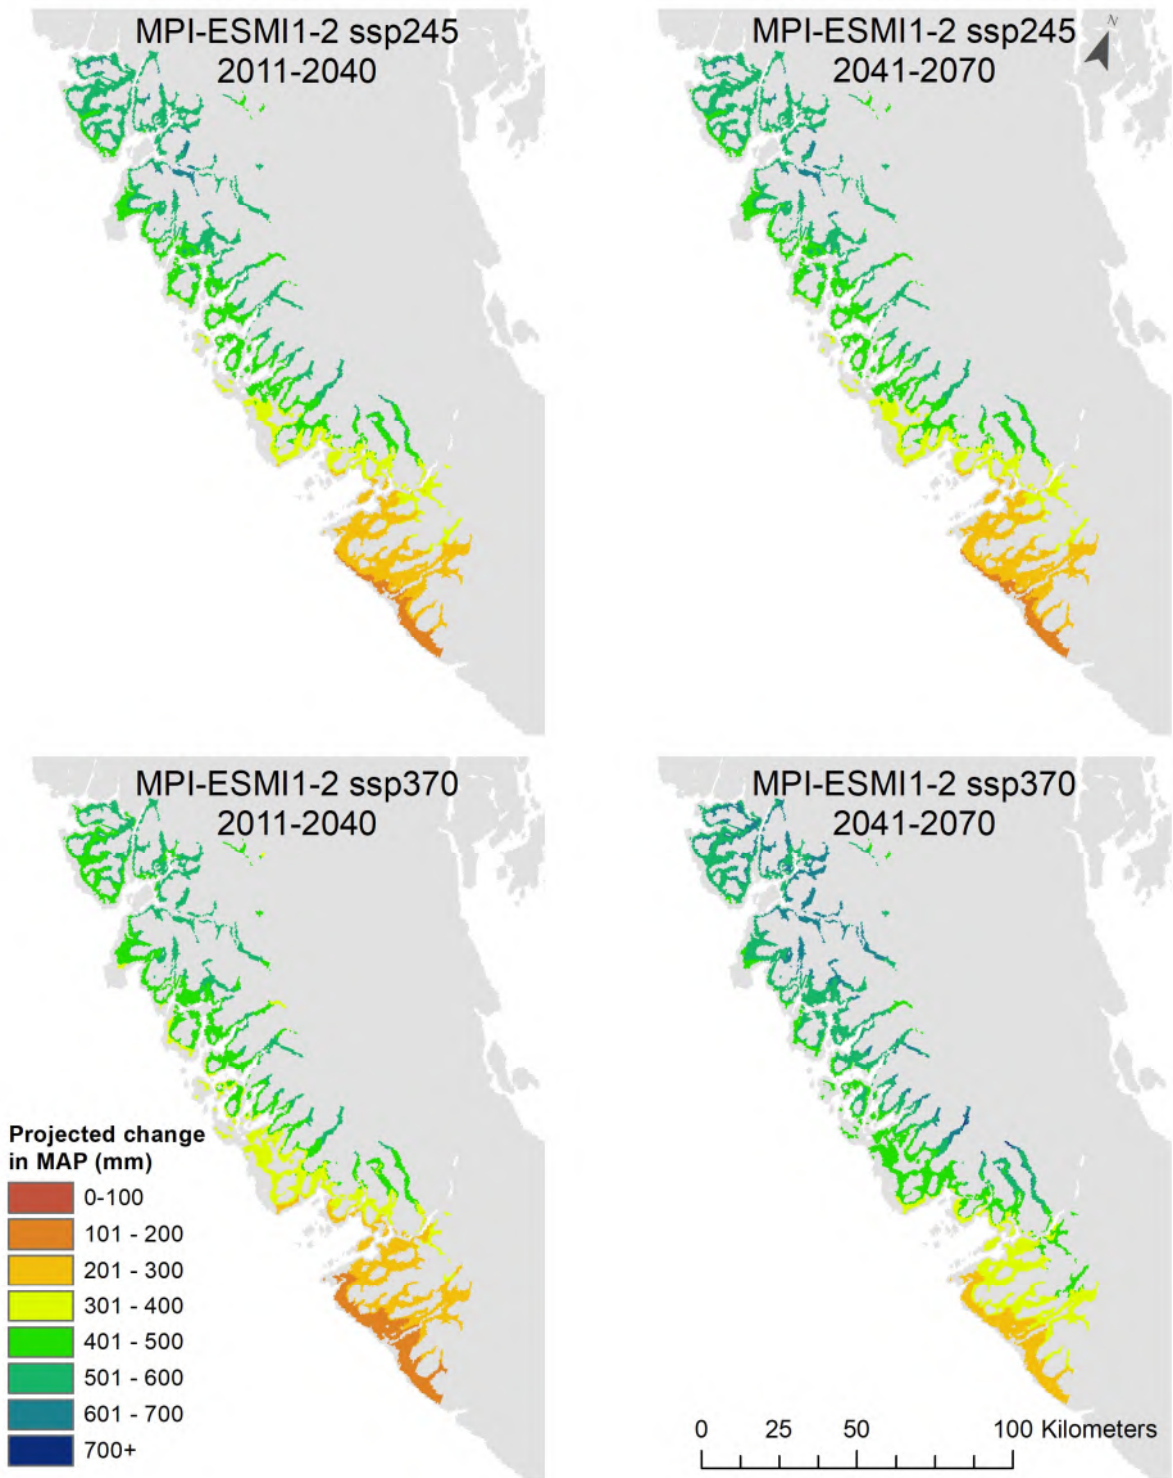 MPI-ESMI1-2 ssp245
2011-2040
MPI-ESMI1-2 ssp245
2041-2070
N
MPI-ESMI1-2 ssp370
2011-2040
MPI-ESMI1-2 ssp370
2041-2070
Projected change
in MAP (mm)
0-100
101 - 200
201 - 300
301 - 400
401 - 500
501 - 600
601 - 700
700+
0 25 50 100 Kilometers